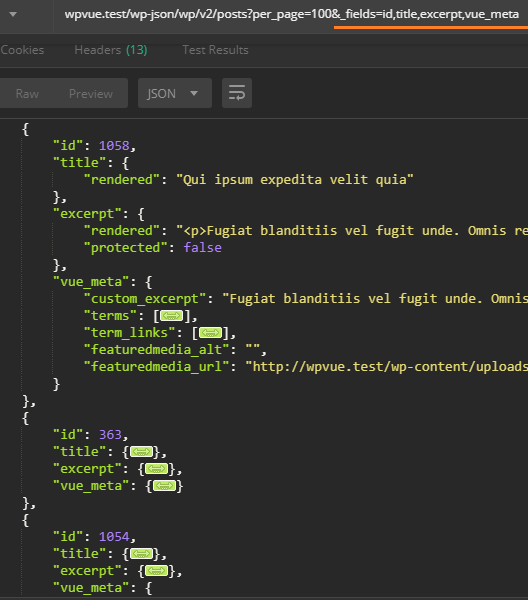 wpvue.test/wp-json/wp/v2/posts?per_page=100&_fields=id,title,excerpt,vue_meta
Cookies Headers (13) Test Results
Raw Preview JSON
{
"id": 1058,
"title": {
"rendered": "Qui ipsum expedita velit quia"
},
"excerpt": {
"rendered": "<p>Fugiat blanditiis vel fugit unde. Omnis re
"protected": false
},
"vue_meta": {
"custom_excerpt": "Fugiat blanditiis vel fugit unde. Omnis
"terms": [],
"term_links": [],
"featuredmedia_alt": "",
"featuredmedia_url": "http://wpvue.test/wp-content/uploads
}
},
{
"id": 363,
"title": {},
"excerpt": {},
"vue_meta": {}
},
{
"id": 1054,
"title": {},
"excerpt": {},
"vue_meta": {